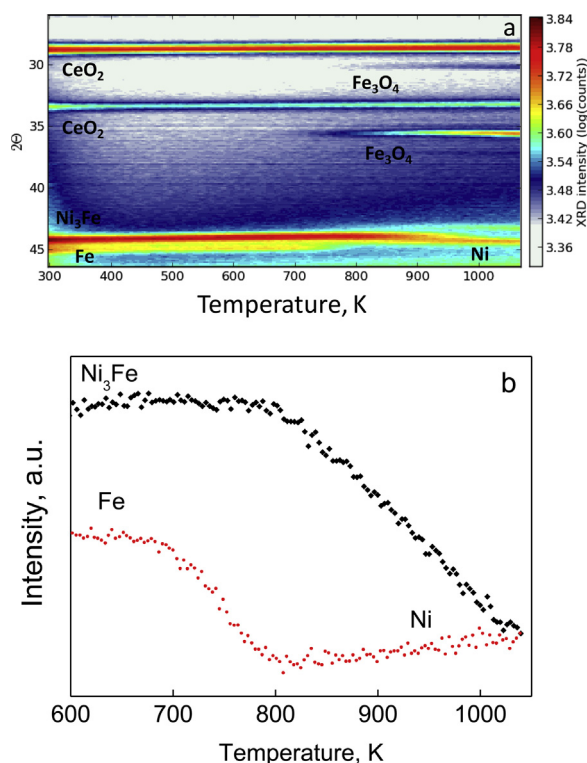 a
30
35
40
45
2Θ
CeO₂
Fe₃O₄
CeO₂
Fe₃O₄
Ni₃Fe
Fe
Ni
300 400 500 600 700 800 900 1000
Temperature, K
3.84
3.78
3.72
3.66
3.60
3.54
3.48
3.42
3.36
XRD intensity (log(counts))
b
Ni₃Fe
Fe
Ni
Intensity, a.u.
600 700 800 900 1000
Temperature, K